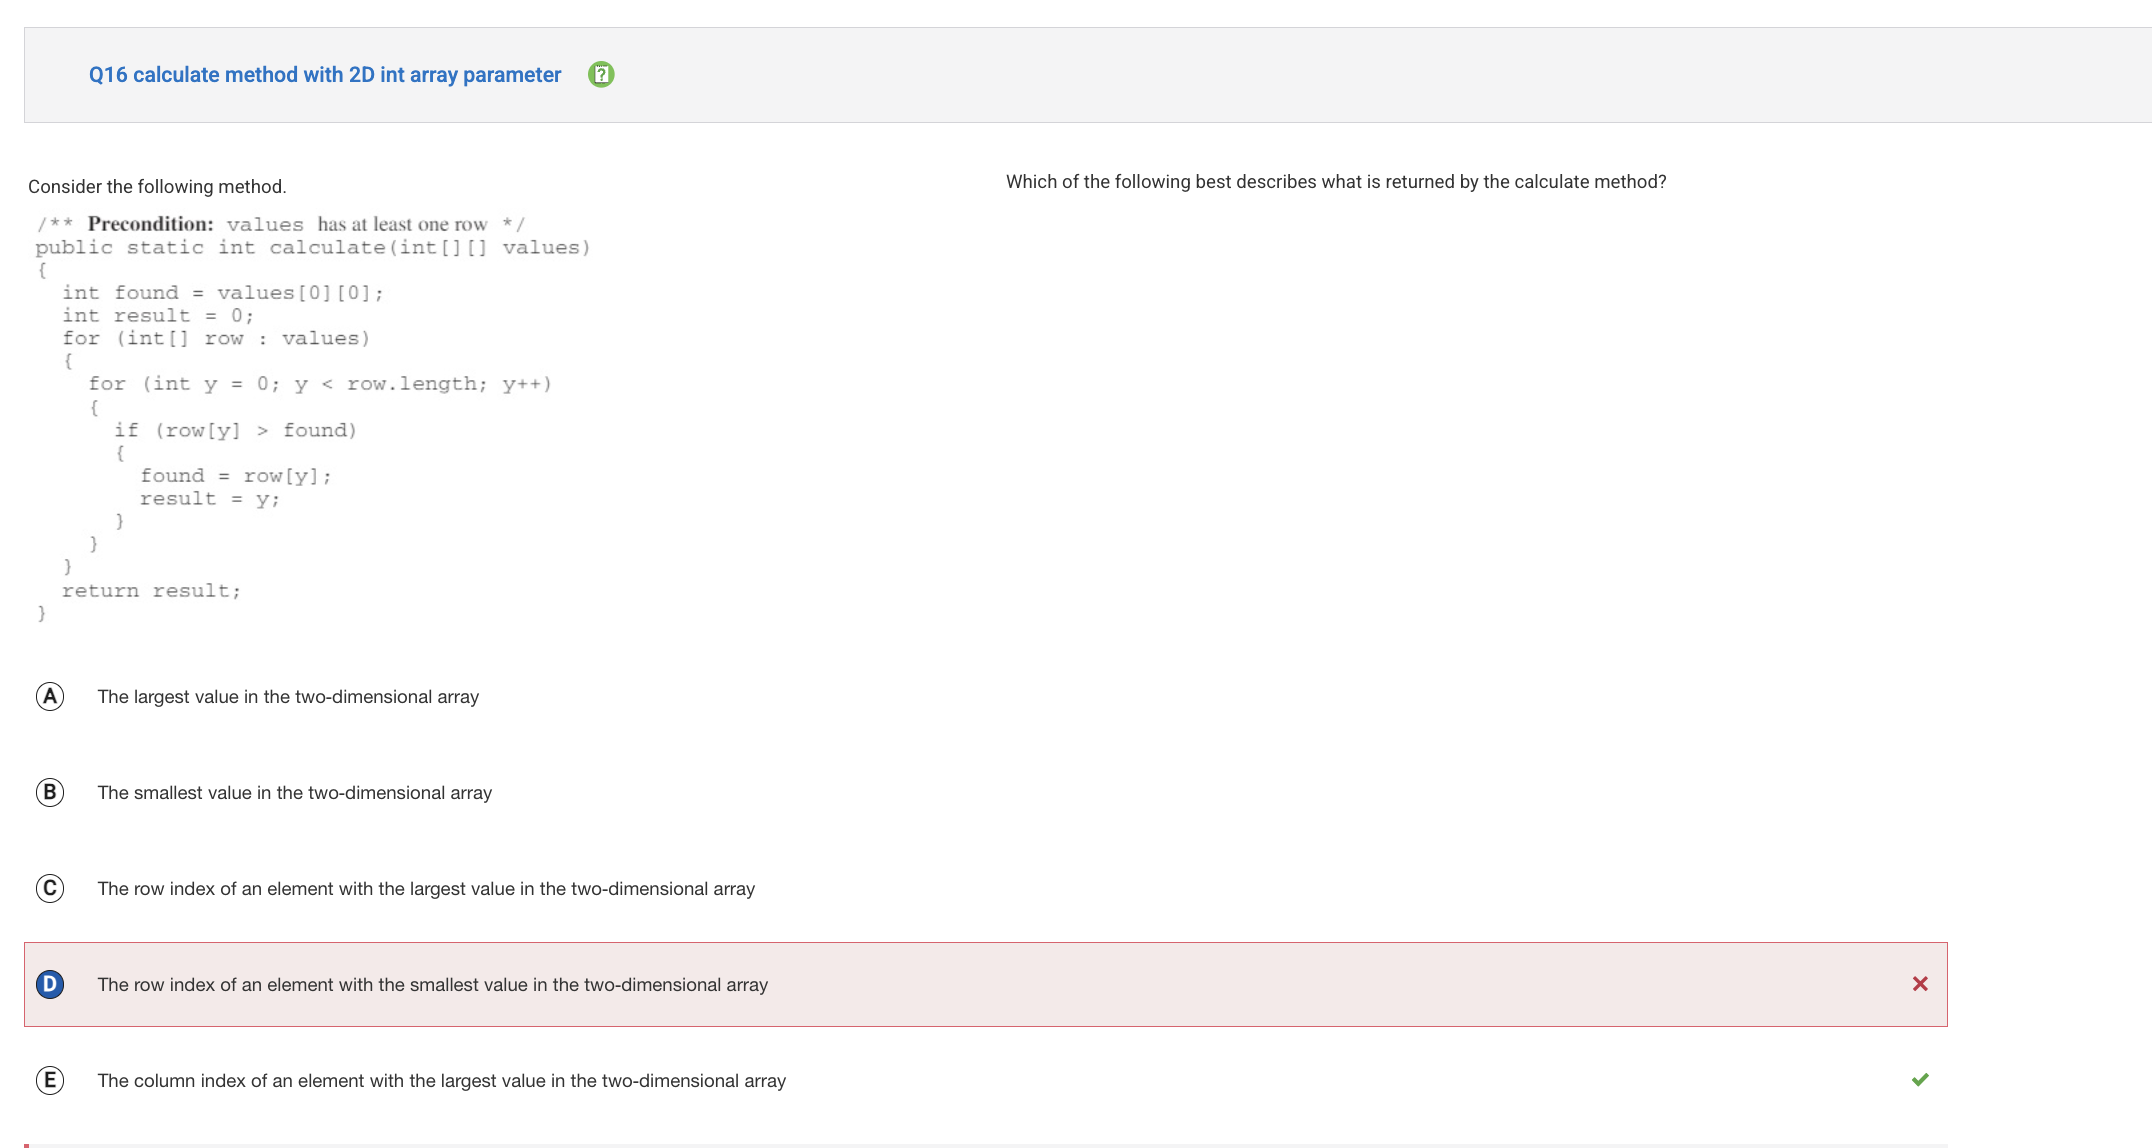 Q16 calculate method with 2D int array parameter
Consider the following method.
/** Precondition: values has at least one row */
public static int calculate(int[][] values)
{
  int found = values[0][0];
  int result = 0;
  for (int[] row : values)
  {
    for (int y = 0; y < row.length; y++)
    {
      if (row[y] > found)
      {
        found = row[y];
        result = y;
      }
    }
  }
  return result;
}
Which of the following best describes what is returned by the calculate method?
A The largest value in the two-dimensional array
B The smallest value in the two-dimensional array
C The row index of an element with the largest value in the two-dimensional array
D The row index of an element with the smallest value in the two-dimensional array
E The column index of an element with the largest value in the two-dimensional array